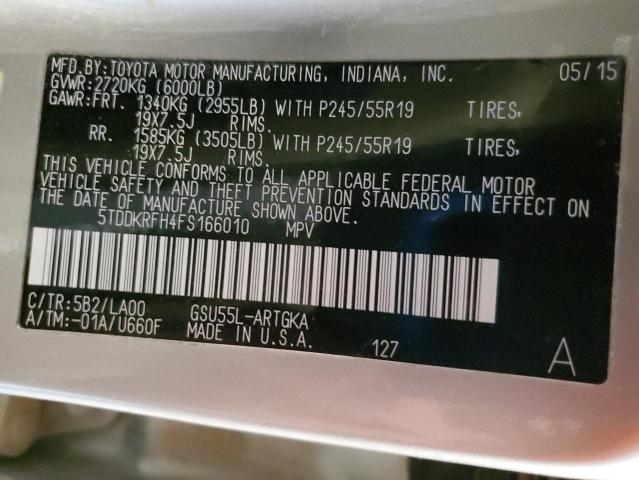 MFD.BY:TOYOTA MOTOR MANUFACTURING, INDIANA, INC. 05/15
GVWR:2720KG (6000LB)
GAWR:FRT. 1340KG (2955LB) WITH P245/55R19 TIRES,
19X7.5J RIMS.
RR. 1585KG (3505LB) WITH P245/55R19 TIRES,
19X7.5J RIMS.
THIS VEHICLE CONFORMS TO ALL APPLICABLE FEDERAL MOTOR
VEHICLE SAFETY AND THEFT PREVENTION STANDARDS IN EFFECT ON
THE DATE OF MANUFACTURE SHOWN ABOVE.
5TDDKRFH4FS166010 MPV
C/TR:5B2/LA00 GSU55L-ARTGKA
A/TM:-01A/U660F MADE IN U.S.A. 127 A